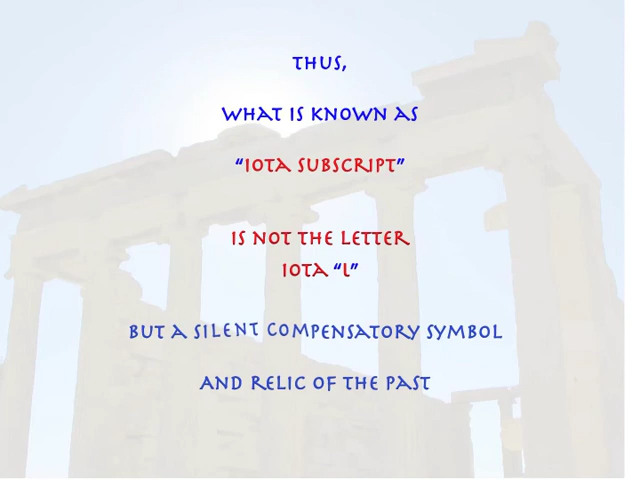 THUS,
WHAT IS KNOWN AS
“IOTA SUBSCRIPT”
IS NOT THE LETTER
IOTA “ι”
BUT A SILENT COMPENSATORY SYMBOL
AND RELIC OF THE PAST